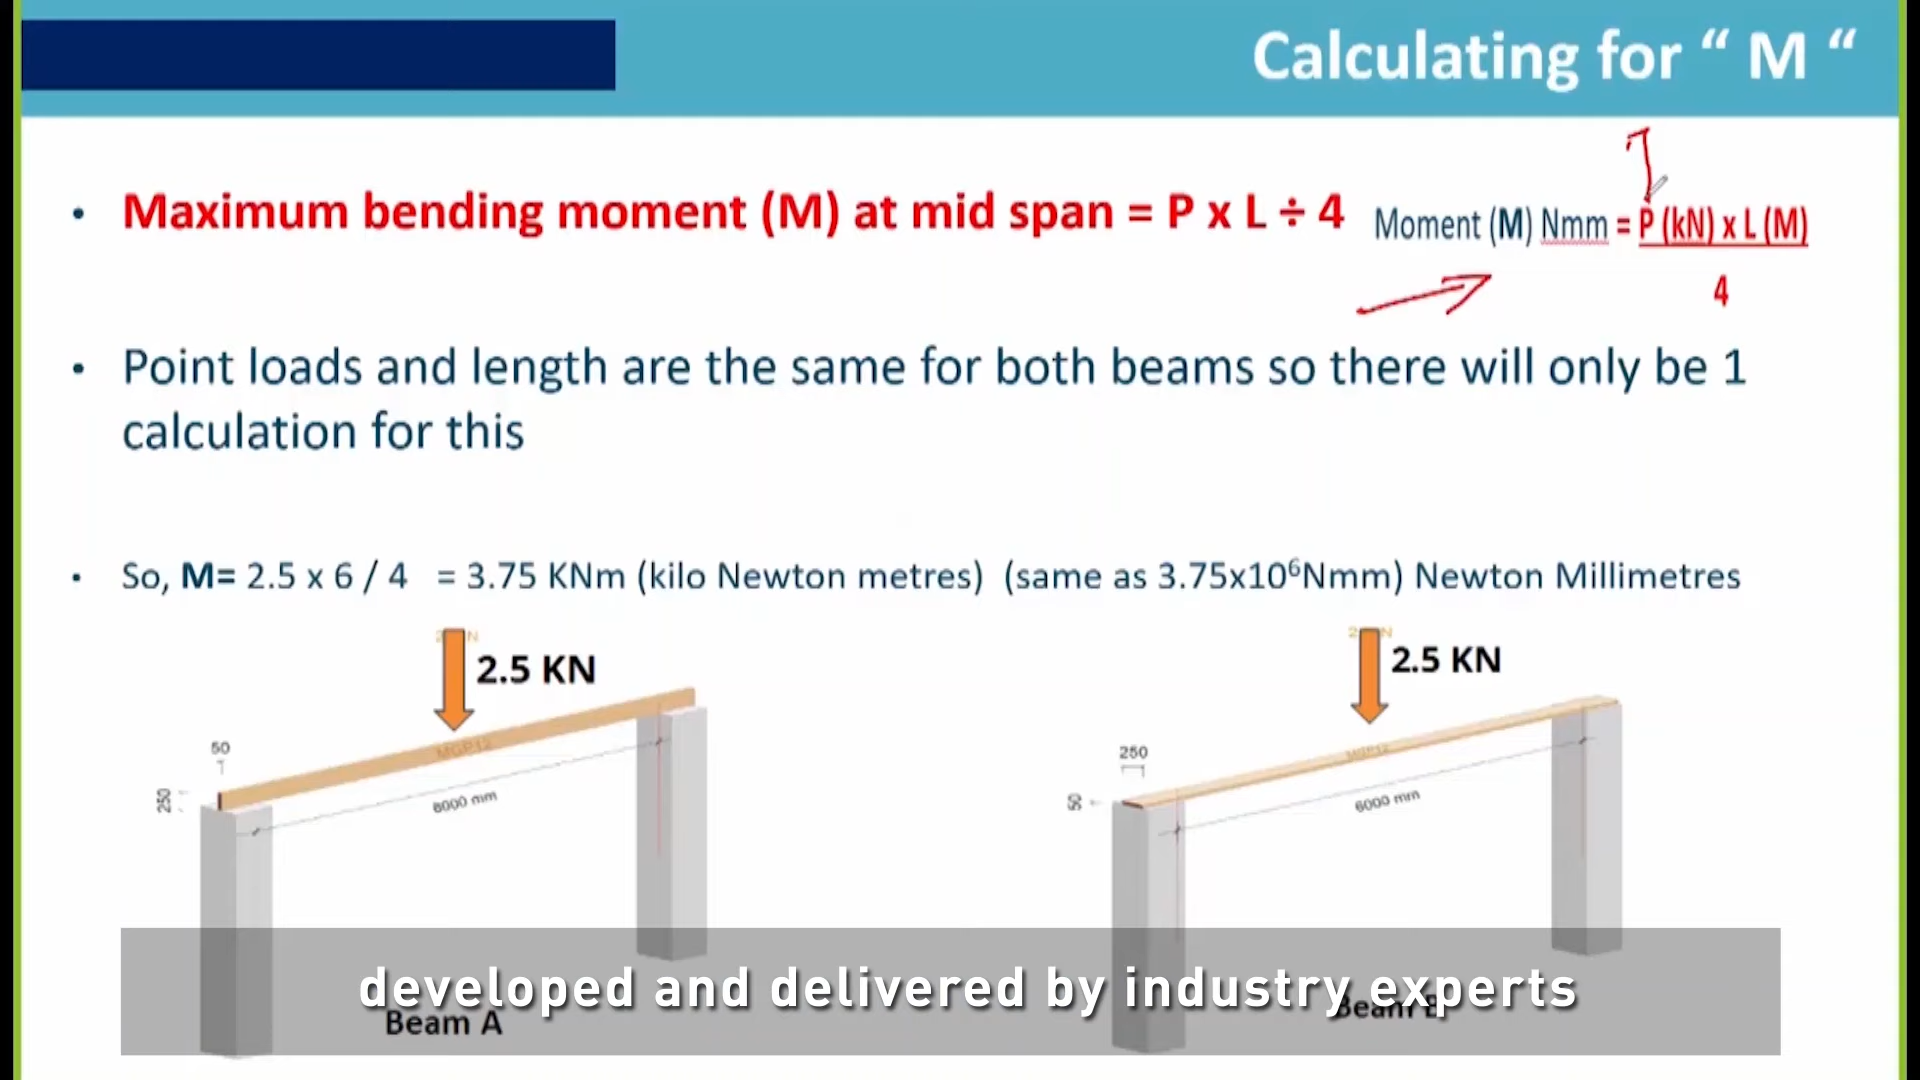 Calculating for “ M “
• Maximum bending moment (M) at mid span = P x L ÷ 4
Moment (M) Nmm = P (kN) x L (M)
4
• Point loads and length are the same for both beams so there will only be 1
calculation for this
• So, M= 2.5 x 6 / 4 = 3.75 KNm (kilo Newton metres) (same as 3.75x10⁶Nmm) Newton Millimetres
2.5 KN
2.5 KN
50
250
MGP12
6000 mm
250
50
MGP12
6000 mm
developed and delivered by industry experts
Beam A
Beam B